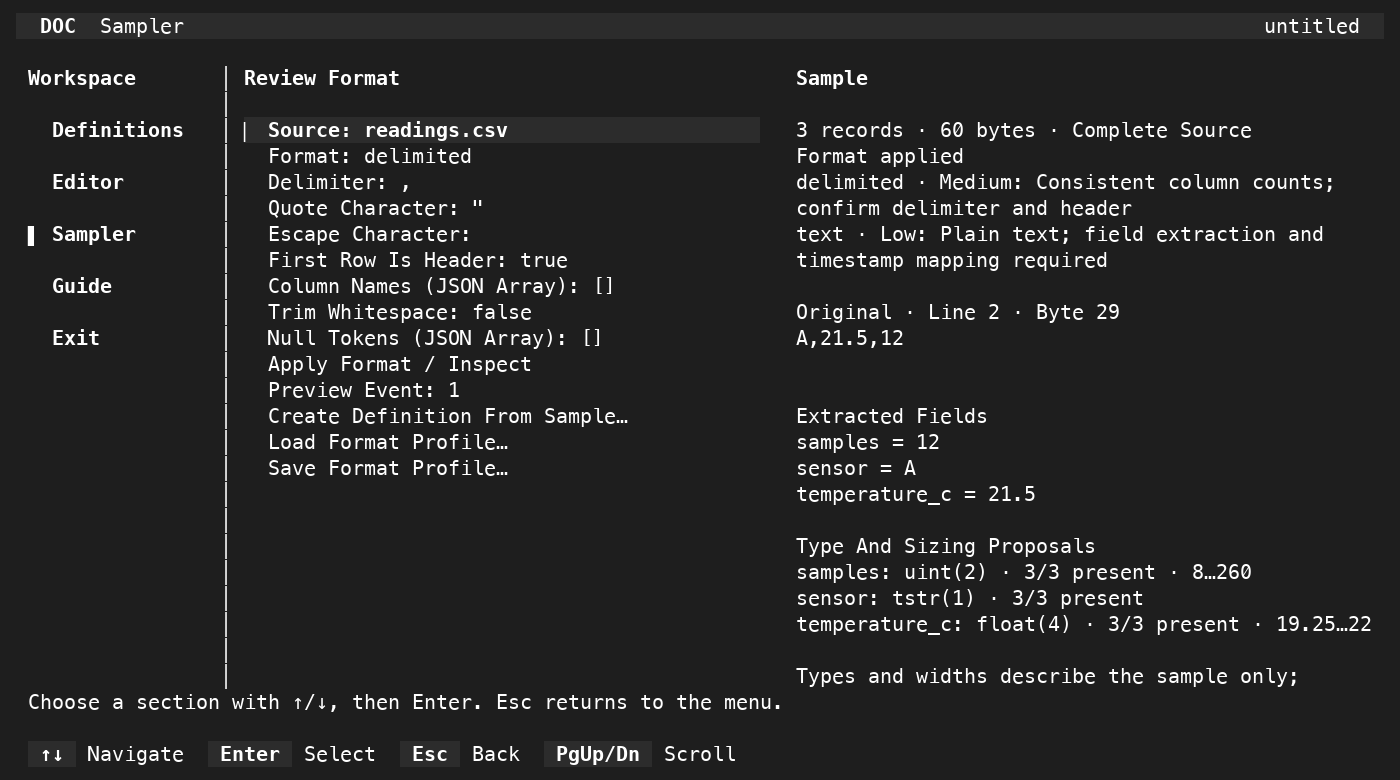 DOC Sampler untitled
Workspace
Definitions
Editor
Sampler
Guide
Exit
Review Format
Source: readings.csv
Format: delimited
Delimiter: ,
Quote Character: "
Escape Character:
First Row Is Header: true
Column Names (JSON Array): []
Trim Whitespace: false
Null Tokens (JSON Array): []
Apply Format / Inspect
Preview Event: 1
Create Definition From Sample…
Load Format Profile…
Save Format Profile…
Sample
3 records · 60 bytes · Complete Source
Format applied
delimited · Medium: Consistent column counts;
confirm delimiter and header
text · Low: Plain text; field extraction and
timestamp mapping required
Original · Line 2 · Byte 29
A,21.5,12
Extracted Fields
samples = 12
sensor = A
temperature_c = 21.5
Type And Sizing Proposals
samples: uint(2) · 3/3 present · 8…260
sensor: tstr(1) · 3/3 present
temperature_c: float(4) · 3/3 present · 19.25…22
Types and widths describe the sample only;
Choose a section with ↑/↓, then Enter. Esc returns to the menu.
↑↓ Navigate Enter Select Esc Back PgUp/Dn Scroll